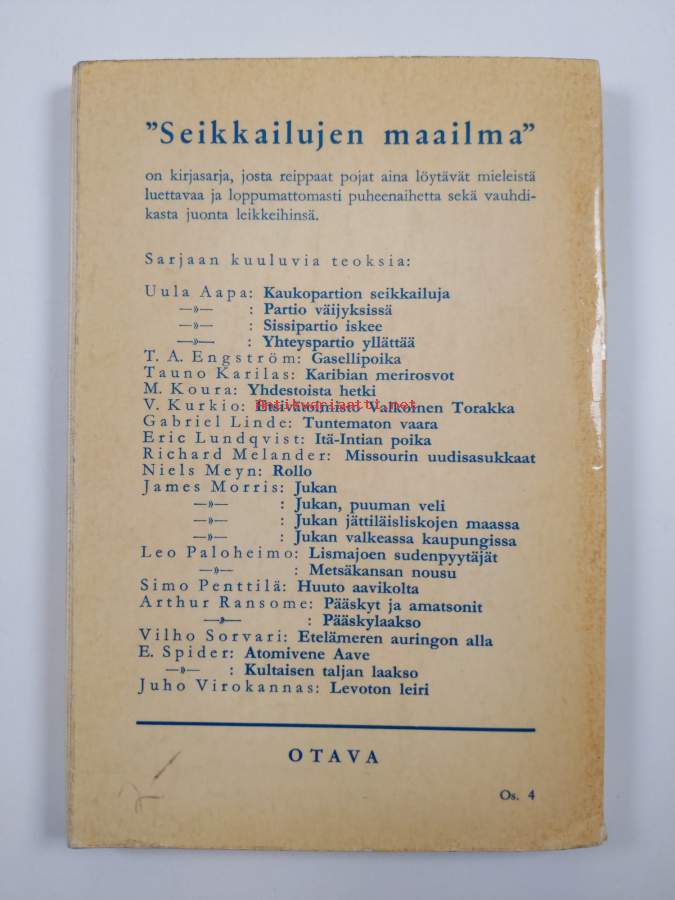 ”Seikkailujen maailma”
on kirjasarja, josta reippaat pojat aina löytävät mieleistä
luettavaa ja loppumattomasti puheenaihetta sekä vauhdi-
kasta juonta leikkeihinsä.
Sarjaan kuuluvia teoksia:
Uula Aapa: Kaukopartion seikkailuja
—»— : Partio väijyksissä
—»— : Sissipartio iskee
—»— : Yhteyspartio yllättää
T. A. Engström: Gasellipoika
Tauno Karilas: Karibian merirosvot
M. Koura: Yhdestoista hetki
V. Kurkio: Etsivätoimisto Valkoinen Torakka
Gabriel Linde: Tuntematon vaara
Eric Lundqvist: Itä-Intian poika
Richard Melander: Missourin uudisasukkaat
Niels Meyn: Rollo
James Morris: Jukan
—»— : Jukan, puuman veli
—»— : Jukan jättiläisliskojen maassa
—»— : Jukan valkeassa kaupungissa
Leo Paloheimo: Lismajoen sudenpyytäjät
—»— : Metsäkansan nousu
Simo Penttilä: Huuto aavikolta
Arthur Ransome: Pääskyt ja amatsonit
—»— : Pääskylaakso
Vilho Sorvari: Etelämeren auringon alla
E. Spider: Atomivene Aave
—»— : Kultaisen taljan laakso
Juho Virokannas: Levoton leiri
OTAVA
Os. 4